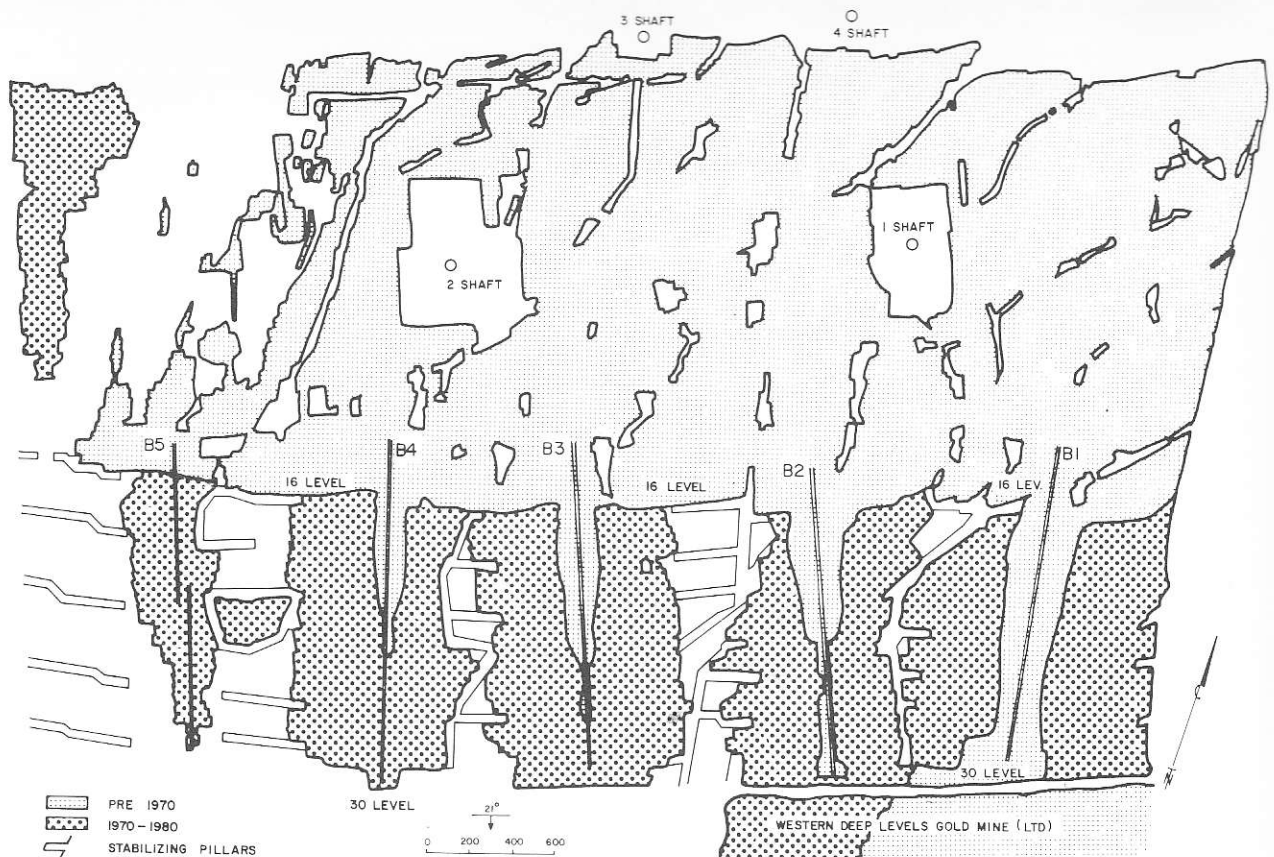 3 SHAFT
4 SHAFT
1 SHAFT
2 SHAFT
B5
B4
B3
B2
B1
16 LEVEL
16 LEVEL
16 LEV.
30 LEVEL
30 LEVEL
PRE 1970
1970-1980
STABILIZING PILLARS
21°
0 200 400 600
WESTERN DEEP LEVELS GOLD MINE (LTD)
N